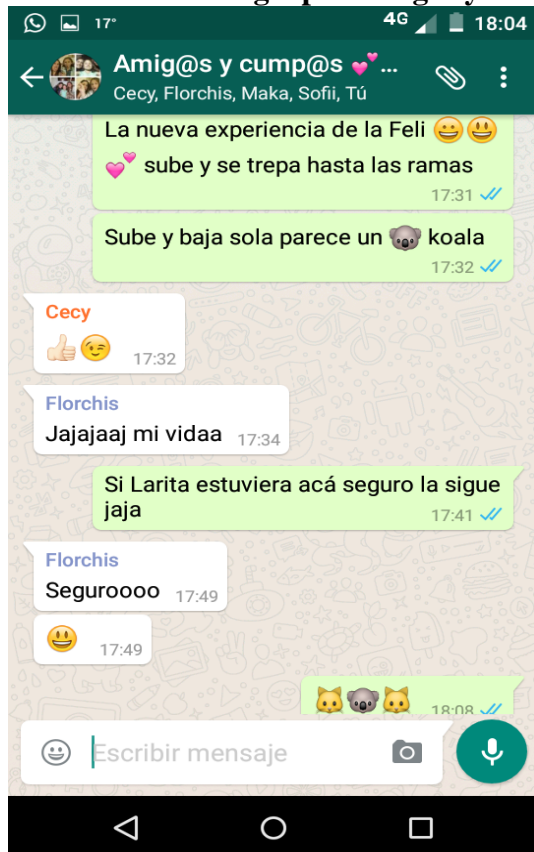 17° 4G 18:04
Amig@s y cump@s 💕...
Cecy, Florchis, Maka, Sofii, Tú
La nueva experiencia de la Feli 😀😃
💕 sube y se trepa hasta las ramas
17:31
Sube y baja sola parece un 🐨 koala
17:32
Cecy
👍🏻😉 17:32
Florchis
Jajajaaj mi vidaa 17:34
Si Larita estuviera acá seguro la sigue
jaja 17:41
Florchis
Seguroooo 17:49
😃 17:49
🐱🐨🐱 18:08
Escribir mensaje